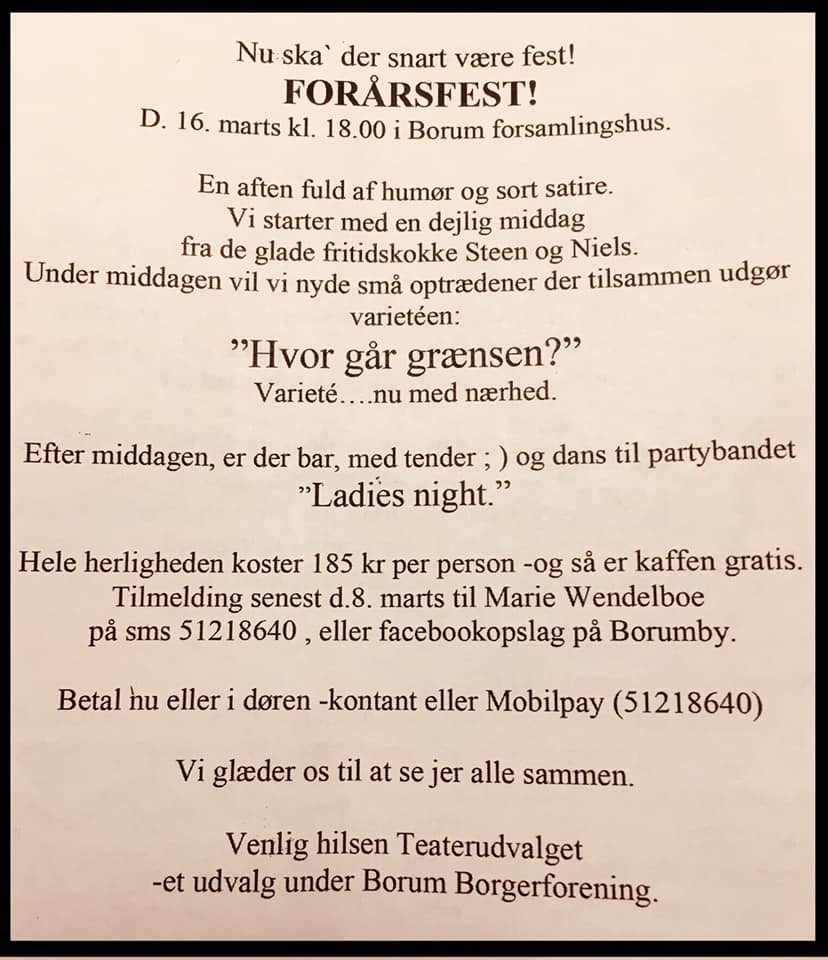 Nu ska` der snart være fest!
FORÅRSFEST!
D. 16. marts kl. 18.00 i Borum forsamlingshus.
En aften fuld af humør og sort satire.
Vi starter med en dejlig middag
fra de glade fritidskokke Steen og Niels.
Under middagen vil vi nyde små optrædener der tilsammen udgør
varietéen:
”Hvor går grænsen?”
Varieté….nu med nærhed.
Efter middagen, er der bar, med tender ; ) og dans til partybandet
”Ladies night.”
Hele herligheden koster 185 kr per person -og så er kaffen gratis.
Tilmelding senest d.8. marts til Marie Wendelboe
på sms 51218640 , eller facebookopslag på Borumby.
Betal nu eller i døren -kontant eller Mobilpay (51218640)
Vi glæder os til at se jer alle sammen.
Venlig hilsen Teaterudvalget
-et udvalg under Borum Borgerforening.